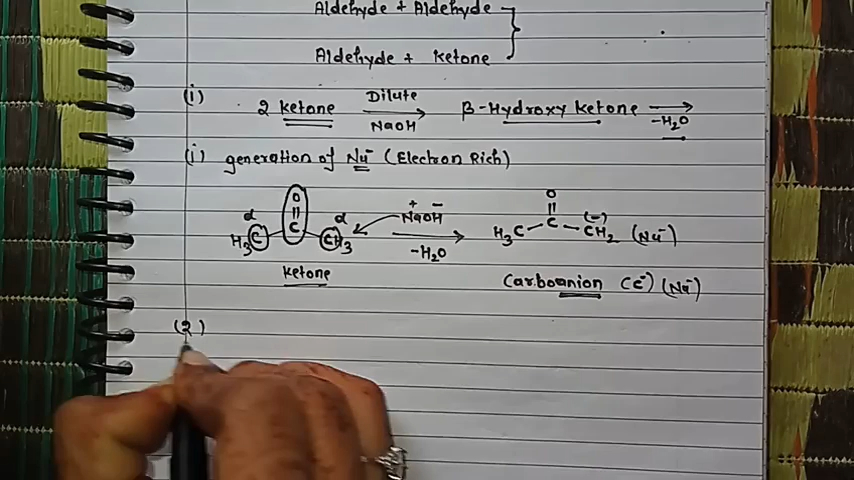 Aldehyde + Aldehyde
Aldehyde + Ketone
(i) 2 Ketone Dilute NaOH β-Hydroxy Ketone -H2O
(i) generation of Nu⁻ (Electron Rich)
O O
α || α + − || (−)
H3C C CH3 NaOH H3C C CH2 (Nu⁻)
-H2O
Ketone Carboanion (C⁻) (Nu⁻)
(2)